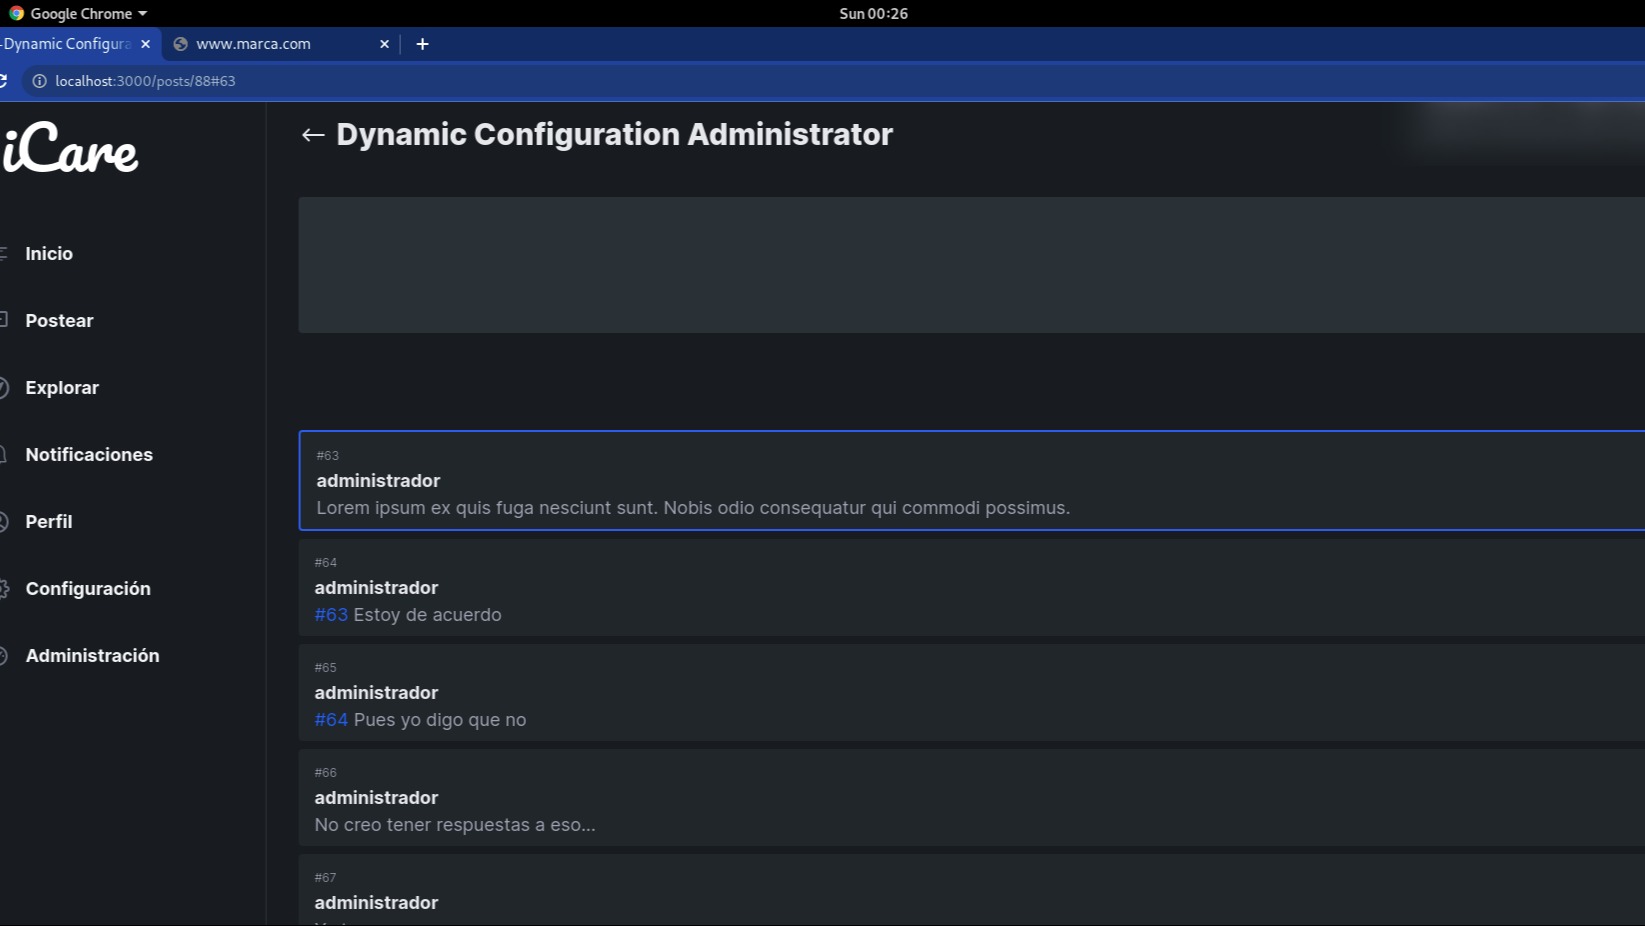 Google Chrome
Sun 00:26
-Dynamic Configura
www.marca.com
localhost:3000/posts/88#63
iCare
Inicio
Postear
Explorar
Notificaciones
Perfil
Configuración
Administración
Dynamic Configuration Administrator
#63
administrador
Lorem ipsum ex quis fuga nesciunt sunt. Nobis odio consequatur qui commodi possimus.
#64
administrador
#63 Estoy de acuerdo
#65
administrador
#64 Pues yo digo que no
#66
administrador
No creo tener respuestas a eso...
#67
administrador